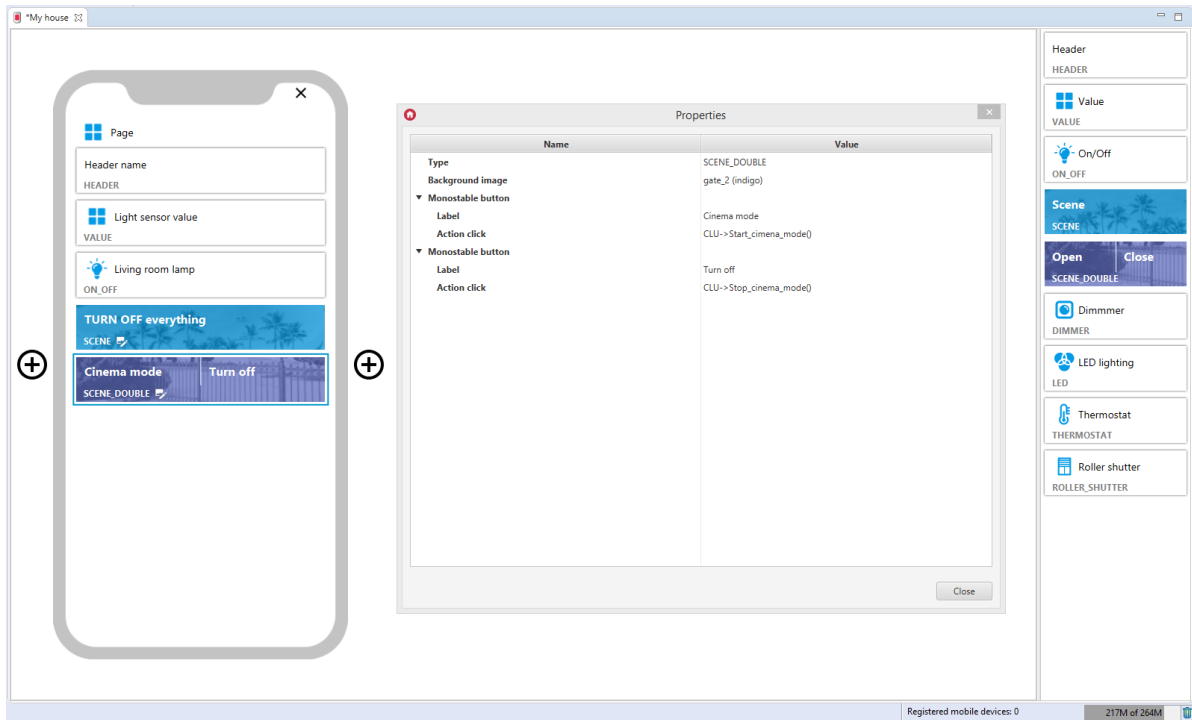 *My house
Page
Header name
HEADER
Light sensor value
VALUE
Living room lamp
ON_OFF
TURN OFF everything
SCENE
Cinema mode Turn off
SCENE_DOUBLE
Properties
Name Value
Type SCENE_DOUBLE
Background image gate_2 (indigo)
Monostable button
Label Cinema mode
Action click CLU->Start_cimena_mode()
Monostable button
Label Turn off
Action click CLU->Stop_cinema_mode()
Close
Header
HEADER
Value
VALUE
On/Off
ON_OFF
Scene
SCENE
Open Close
SCENE_DOUBLE
Dimmmer
DIMMER
LED lighting
LED
Thermostat
THERMOSTAT
Roller shutter
ROLLER_SHUTTER
Registered mobile devices: 0
217M of 264M